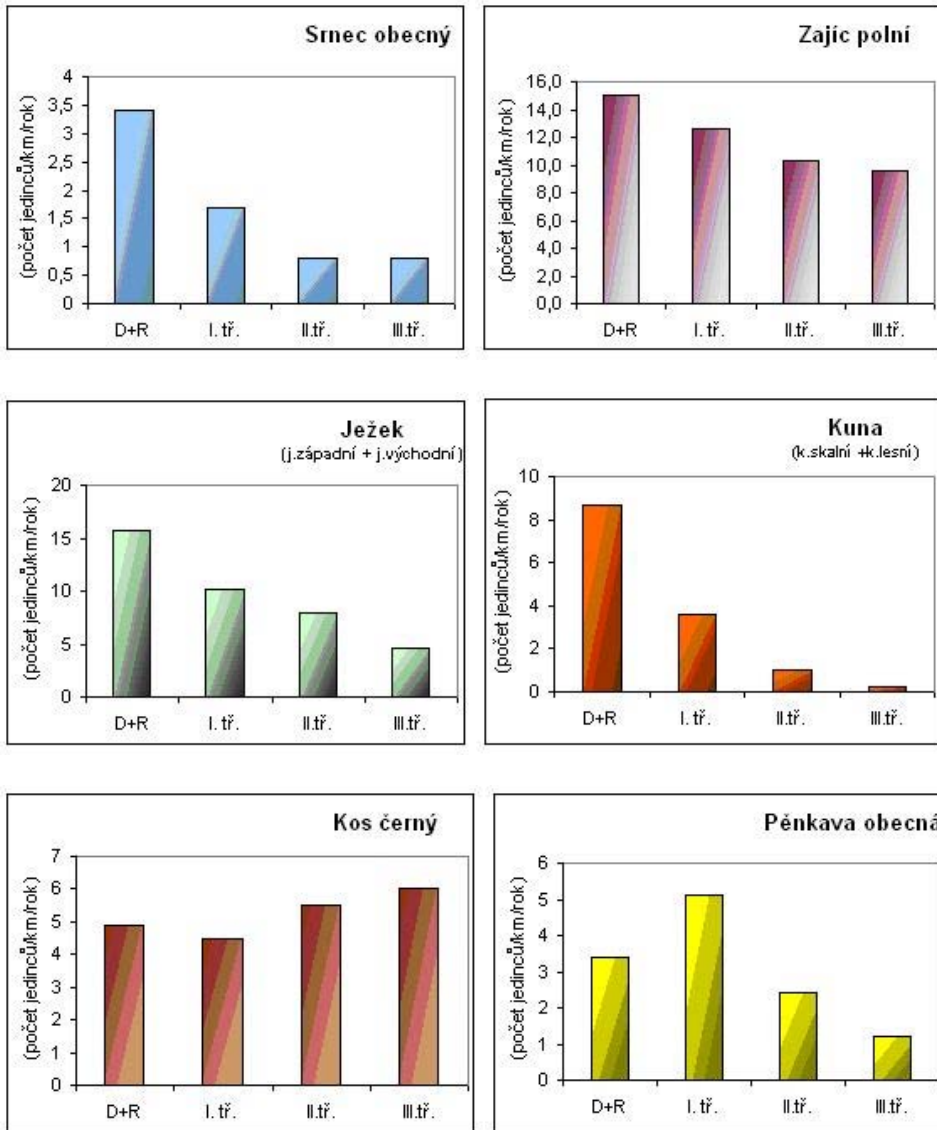 Srnec obecný
(počet jedinců/km/rok)
4
3,5
3
2,5
2
1,5
1
0,5
0
D+R I. tř. II.tř. III.tř.
Zajíc polní
(počet jedinců/km/rok)
16,0
14,0
12,0
10,0
8,0
6,0
4,0
2,0
0,0
D+R I. tř. II.tř. III.tř.
Ježek
(j.západní + j.východní)
(počet jedinců/km/rok)
20
15
10
5
0
D+R I. tř. II.tř. III.tř.
Kuna
(k.skalní +k.lesní)
(počet jedinců/km/rok)
10
8
6
4
2
0
D+R I. tř. II.tř. III.tř.
Kos černý
(počet jedinců/km/rok)
7
6
5
4
3
2
1
0
D+R I. tř. II.tř. III.tř.
Pěnkava obecná
(počet jedinců/km/rok)
6
5
4
3
2
1
0
D+R I. tř. II.tř. III.tř.